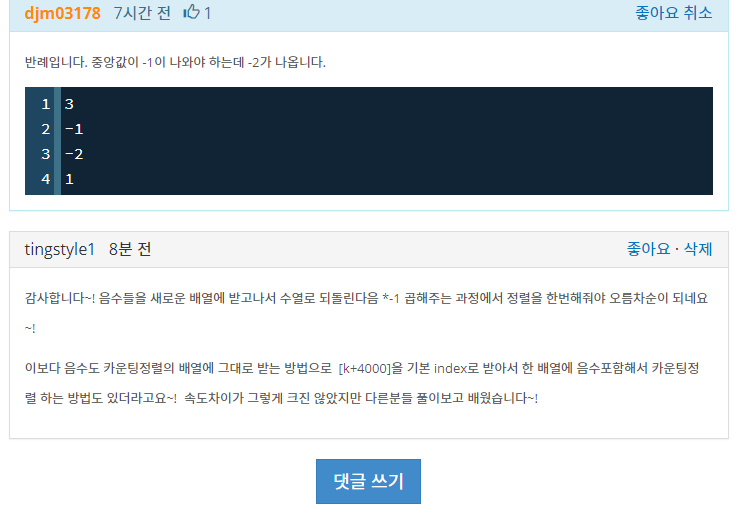 djm03178 7시간 전 1 좋아요 취소
반례입니다. 중앙값이 -1이 나와야 하는데 -2가 나옵니다.
1 3
2 -1
3 -2
4 1
tingstyle1 8분 전 좋아요 · 삭제
감사합니다~! 음수들을 새로운 배열에 받고나서 수열로 되돌린다음 *-1 곱해주는 과정에서 정렬을 한번해줘야 오름차순이 되네요
~!
이보다 음수도 카운팅정렬의 배열에 그대로 받는 방법으로 [k+4000]을 기본 index로 받아서 한 배열에 음수포함해서 카운팅정
렬 하는 방법도 있더라고요~! 속도차이가 그렇게 크진 않았지만 다른분들 풀이보고 배웠습니다~!
댓글 쓰기